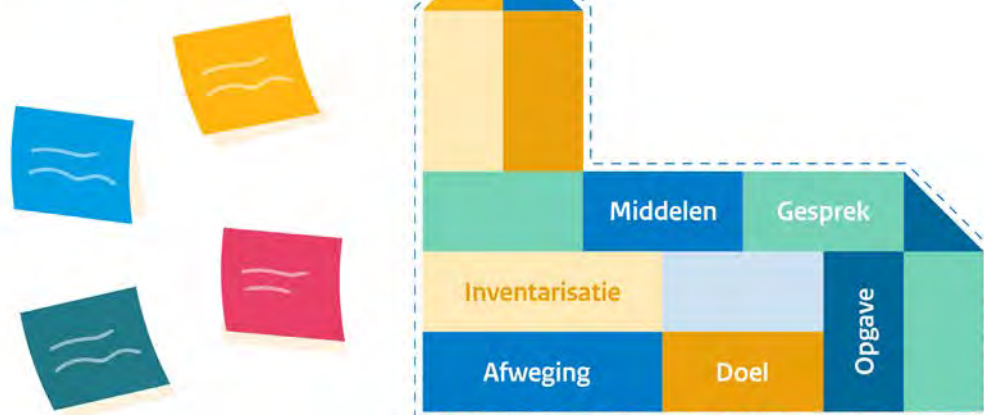 Middelen
Gesprek
Inventarisatie
Opgave
Afweging
Doel